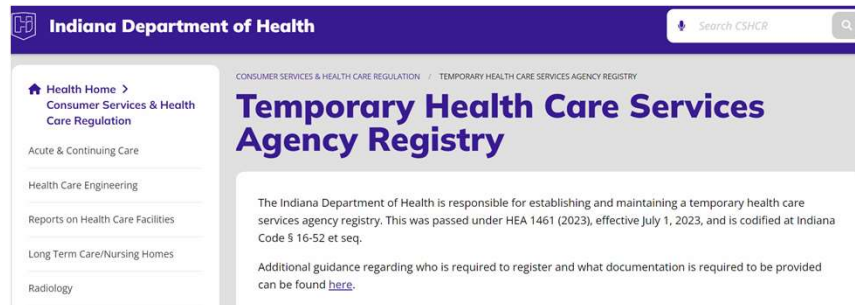 Indiana Department of Health
Search CSHCR
Health Home >
Consumer Services & Health
Care Regulation
Acute & Continuing Care
Health Care Engineering
Reports on Health Care Facilities
Long Term Care/Nursing Homes
Radiology
CONSUMER SERVICES & HEALTH CARE REGULATION / TEMPORARY HEALTH CARE SERVICES AGENCY REGISTRY
Temporary Health Care Services
Agency Registry
The Indiana Department of Health is responsible for establishing and maintaining a temporary health care
services agency registry. This was passed under HEA 1461 (2023), effective July 1, 2023, and is codified at Indiana
Code § 16-52 et seq.
Additional guidance regarding who is required to register and what documentation is required to be provided
can be found here.